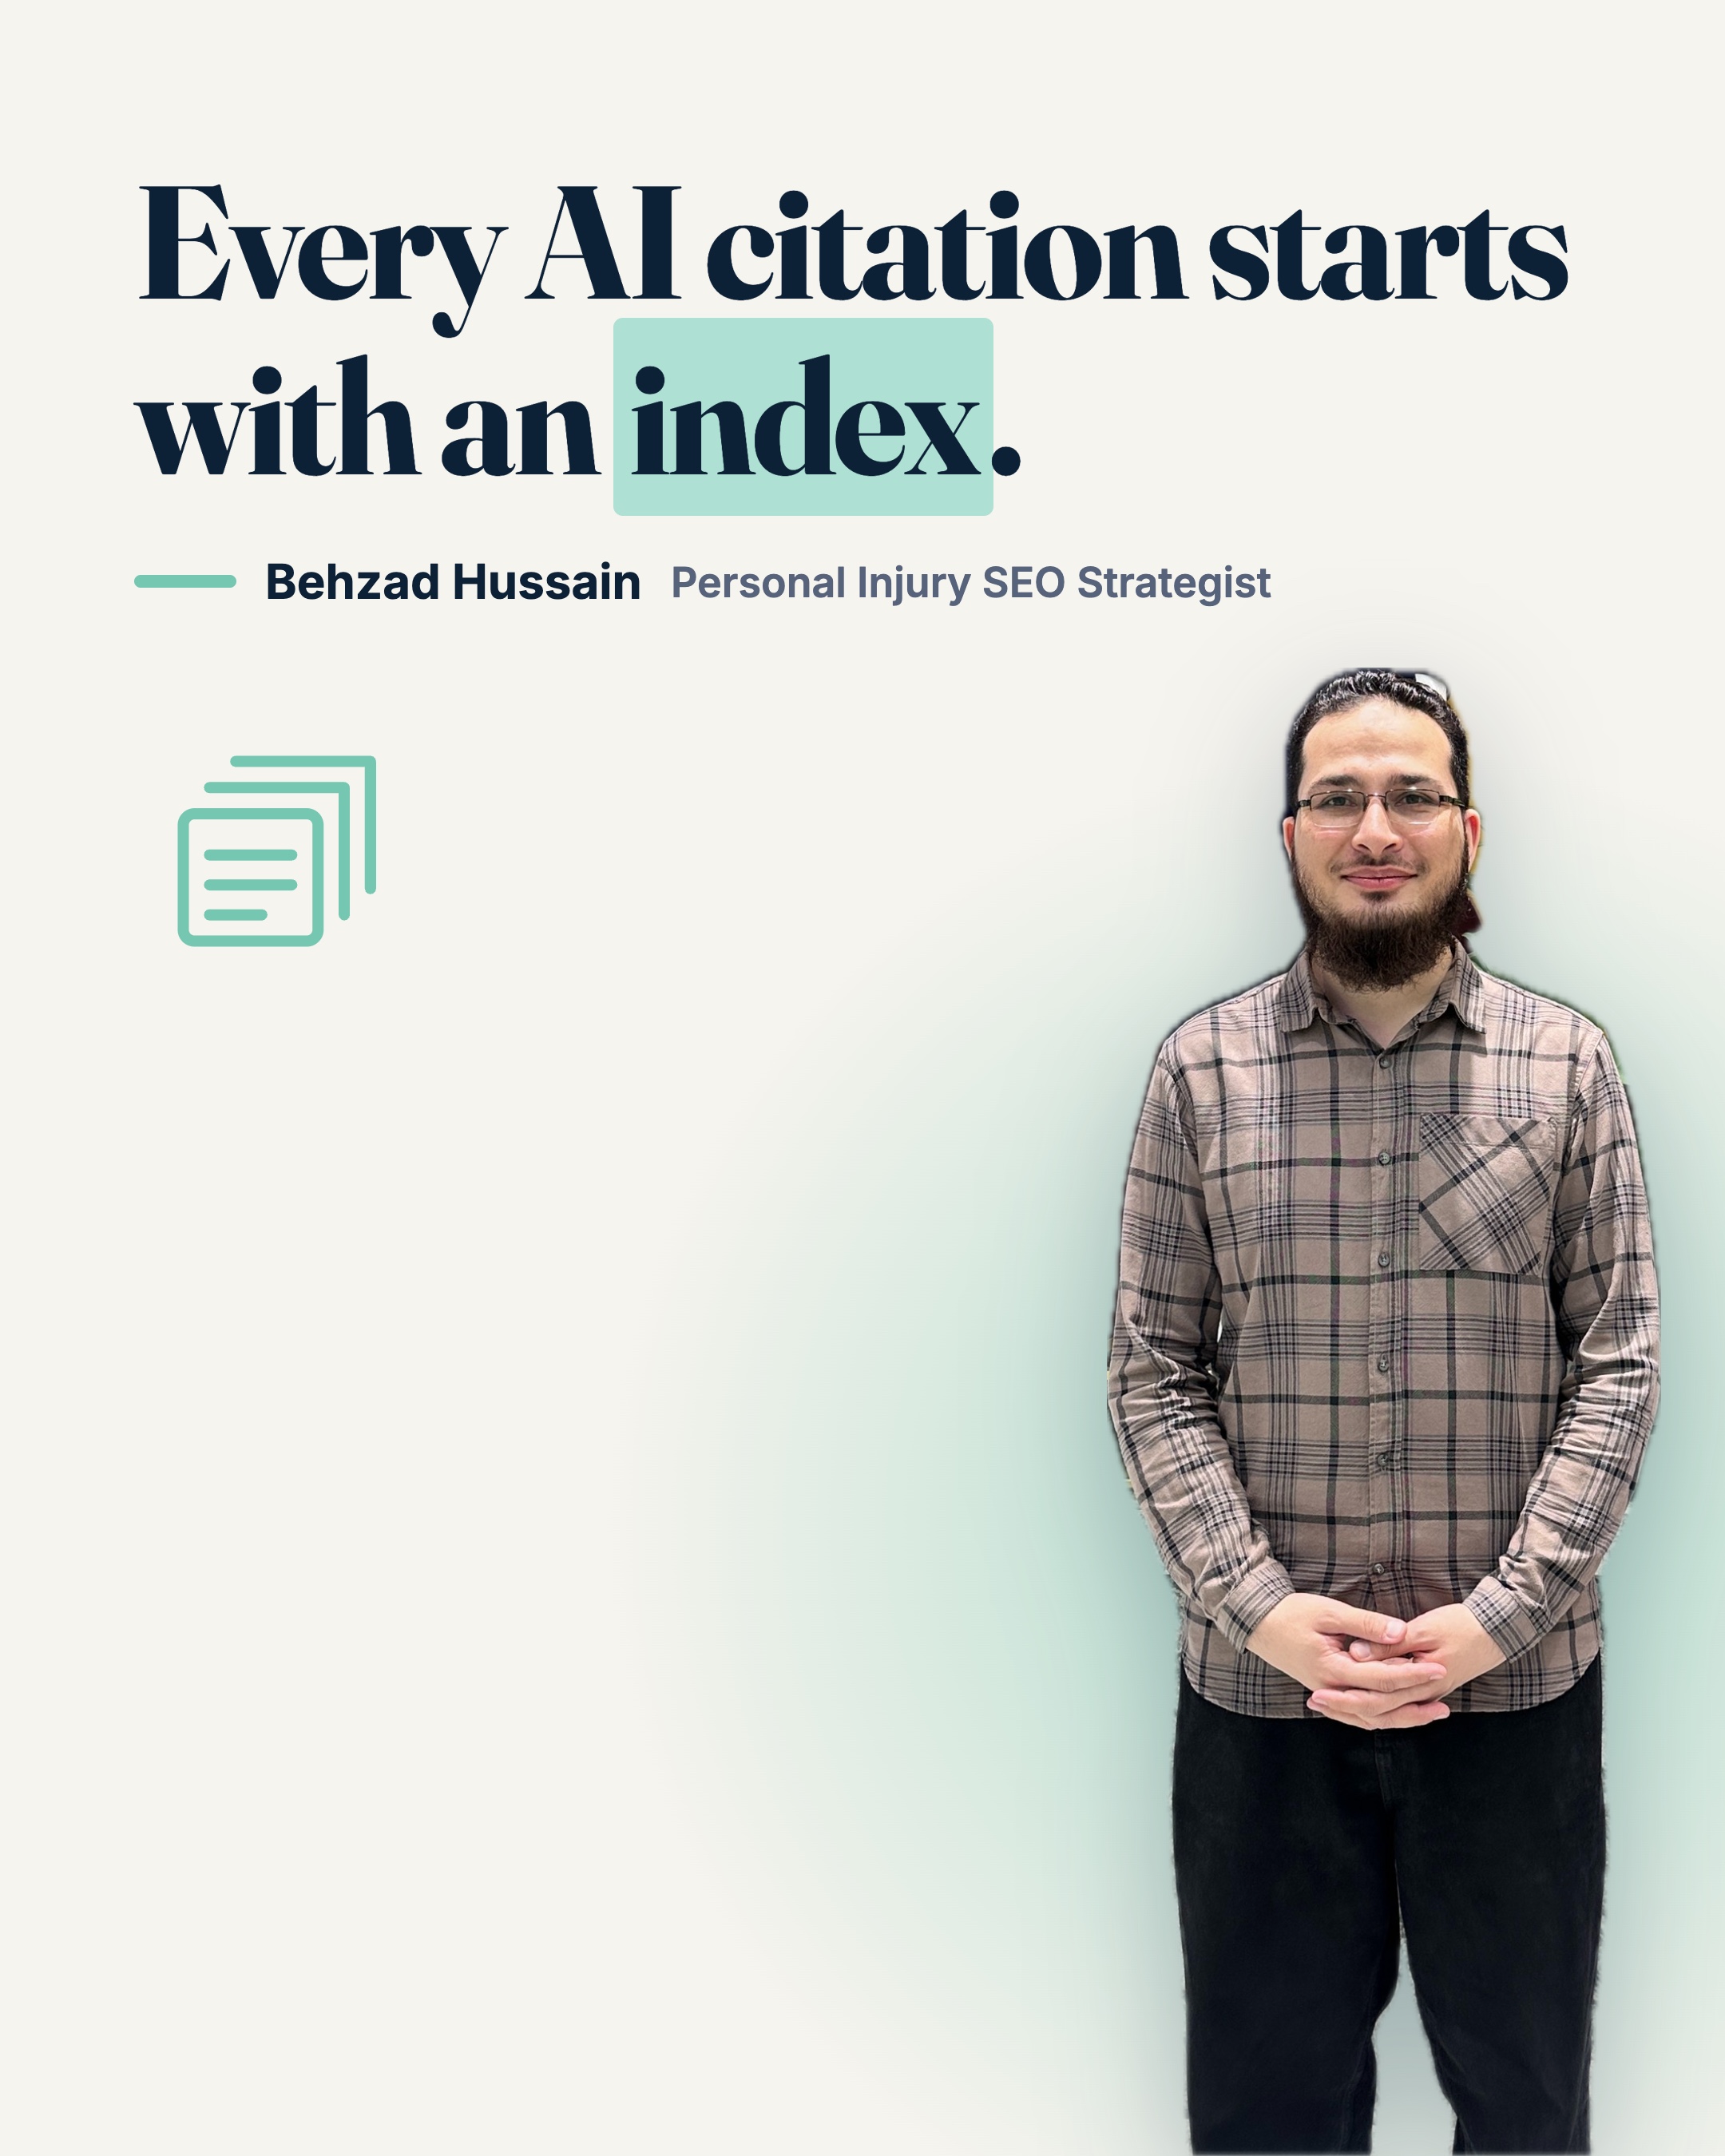 Every AI citation starts
with an index.
Behzad Hussain Personal Injury SEO Strategist